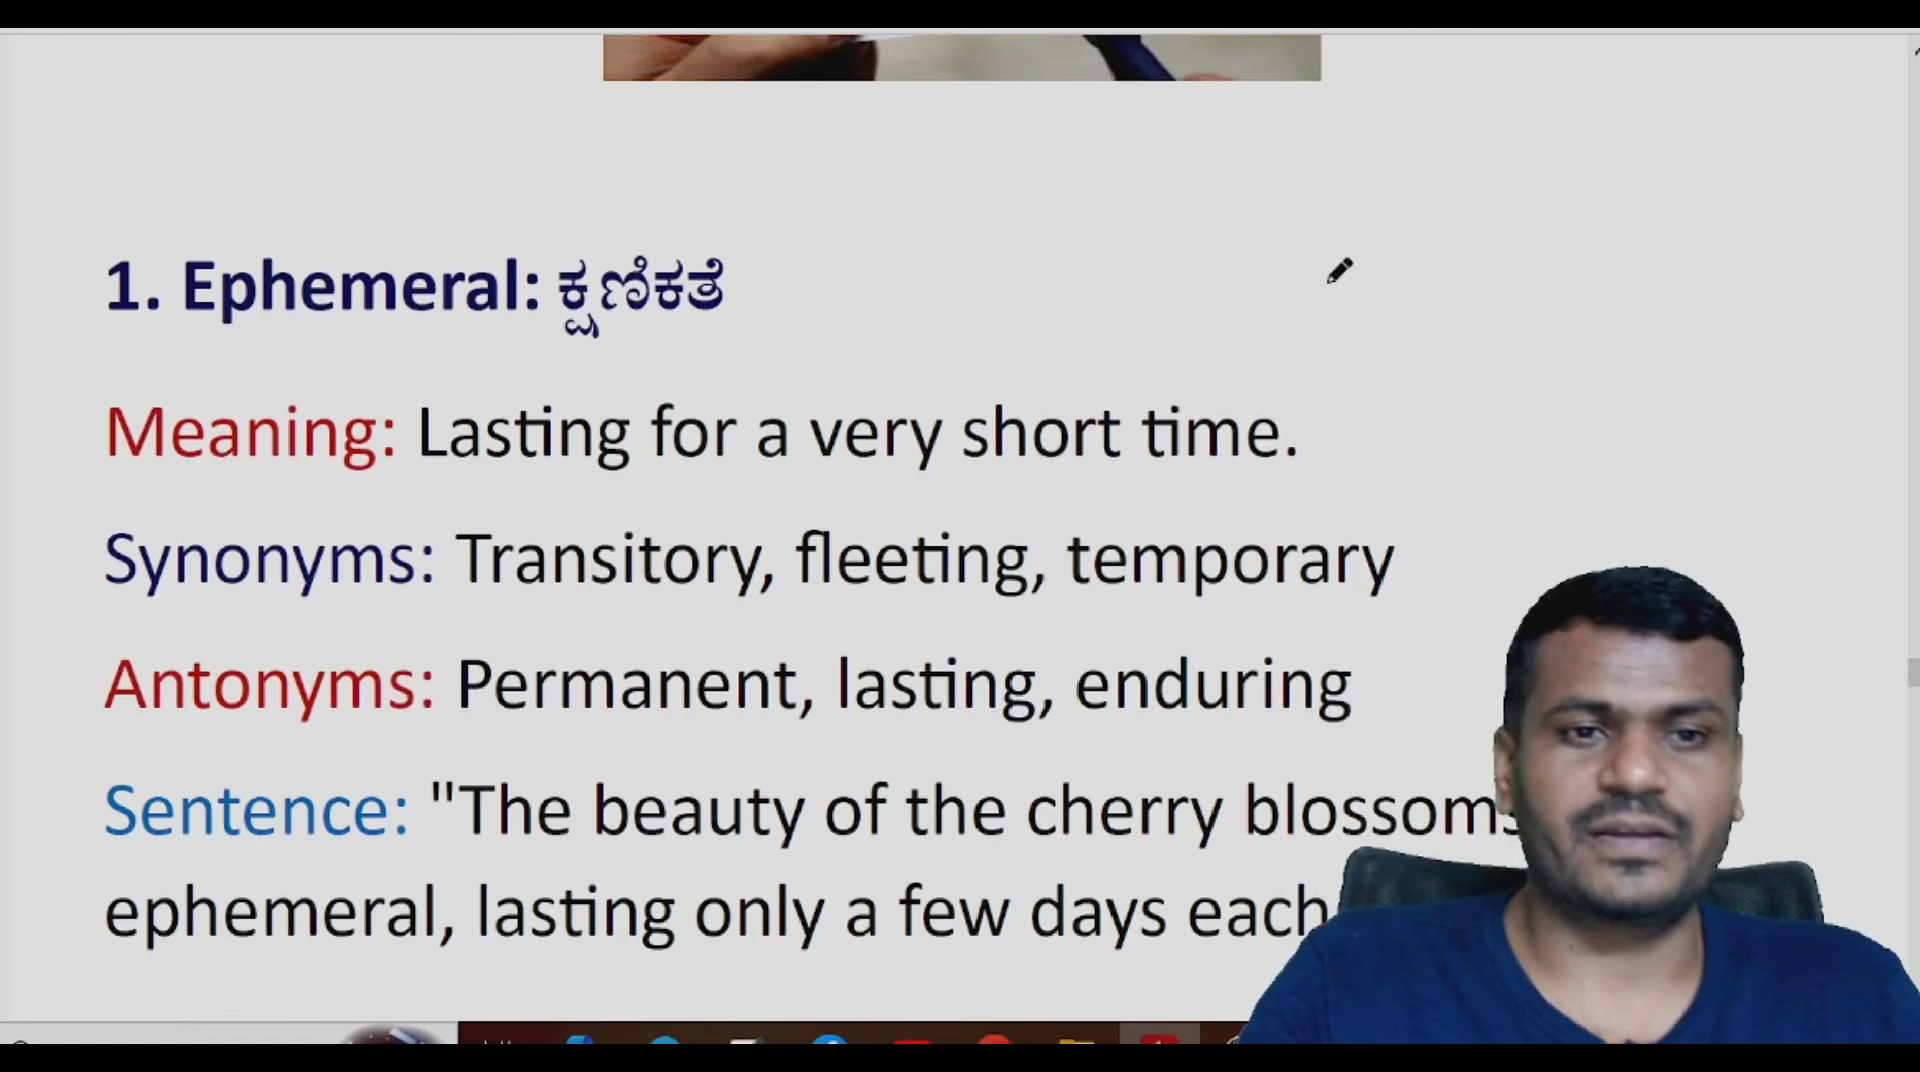 1. Ephemeral: ಕ್ಷಣಿಕತೆ
Meaning: Lasting for a very short time.
Synonyms: Transitory, fleeting, temporary
Antonyms: Permanent, lasting, enduring
Sentence: "The beauty of the cherry blossoms
ephemeral, lasting only a few days each